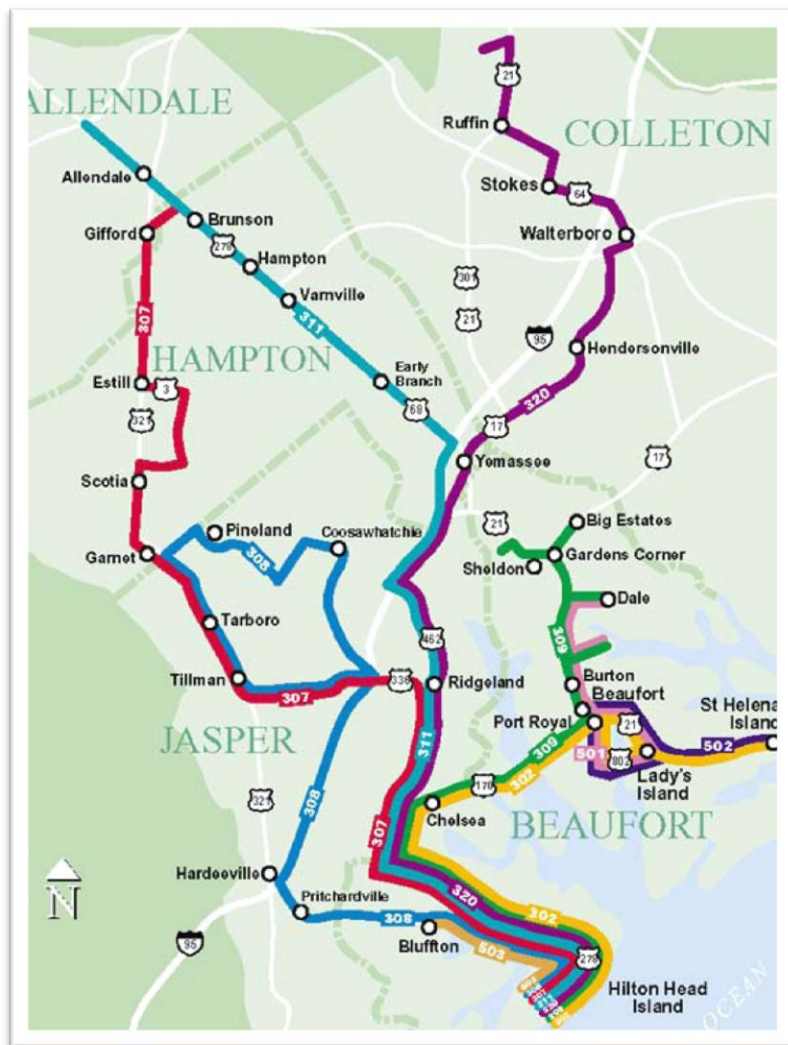 ALLENDALE
21
Ruffin
COLLETON
Allendale
Stokes
64
Brunson
Gifford
Walterboro
278
Hampton
301
Varnville
21
307
311
95
HAMPTON
Hendersonville
Early
Branch
Estill
3
320
68
321
17
Yemassee
17
Scotia
21
Big Estates
Pineland
Coosawhatchie
308
Gardens Corner
Garnet
Sheldon
Dale
Tarboro
462
309
Tillman
336
Ridgeland
Burton
307
Beaufort
St Helena
Island
Port Royal
21
JASPER
311
309
501
502
802
Lady's
Island
302
170
321
308
Chelsea
307
BEAUFORT
Hardeeville
N
Pritchardville
320
302
308
95
Bluffton
503
278
Hilton Head
Island
OCEAN